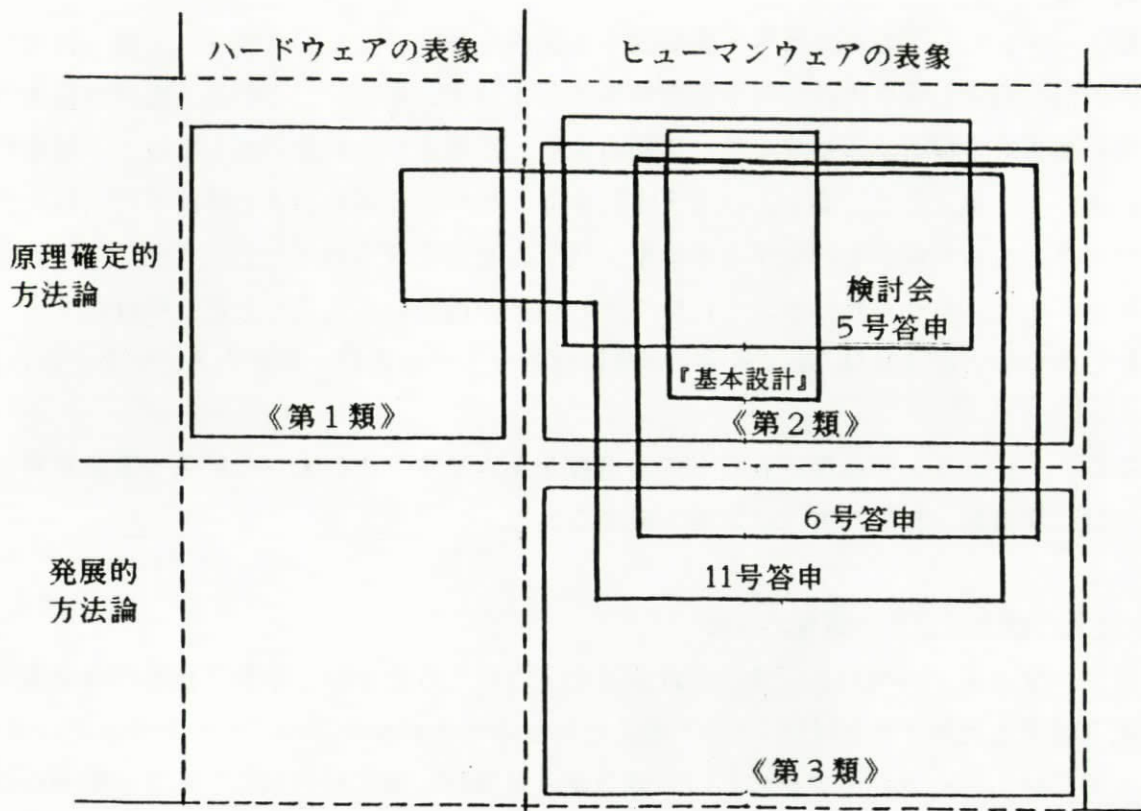 ハードウェアの表象
ヒューマンウェアの表象
原理確定的
方法論
検討会
5号答申
『基本設計』
《第1類》
《第2類》
6号答申
発展的
方法論
11号答申
《第3類》